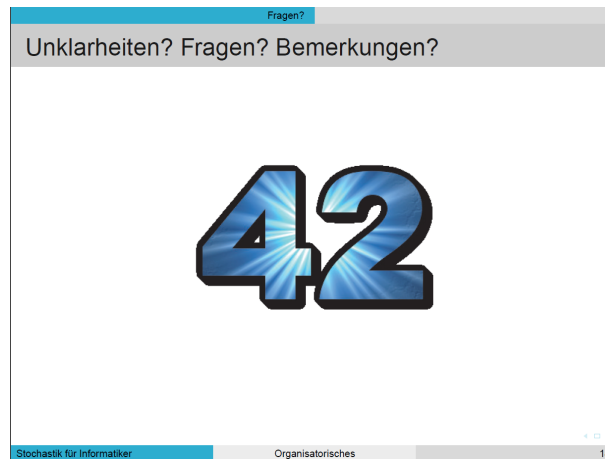 Fragen?
Unklarheiten? Fragen? Bemerkungen?
42
Stochastik für Informatiker Organisatorisches 1